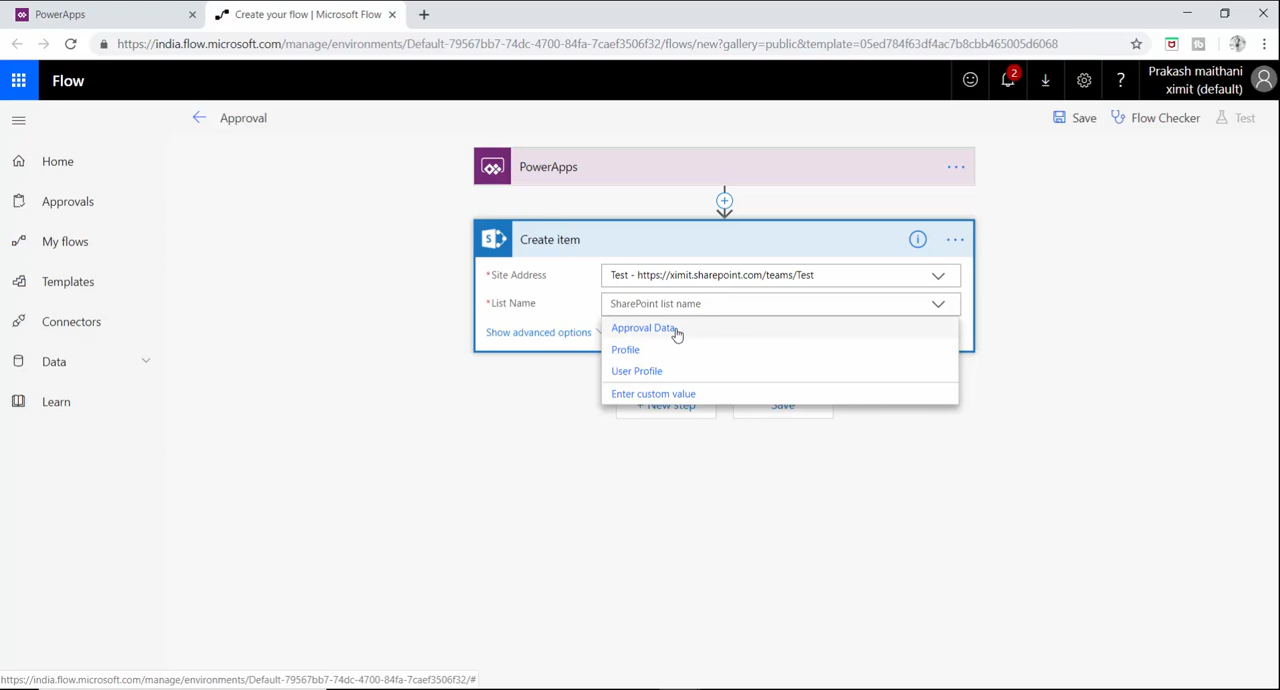 PowerApps
Create your flow | Microsoft Flow
https://india.flow.microsoft.com/manage/environments/Default-79567bb7-74dc-4700-84fa-7caef3506f32/flows/new?gallery=public&template=05ed784f63df4ac7b8cbb465005d6068
Flow
2
?
Prakash maithani
ximit (default)
Approval
Save
Flow Checker
Test
Home
Approvals
My flows
Templates
Connectors
Data
Learn
PowerApps
Create item
*Site Address
Test - https://ximit.sharepoint.com/teams/Test
*List Name
SharePoint list name
Show advanced options
Approval Data
Profile
User Profile
Enter custom value
+ New step
Save
https://india.flow.microsoft.com/manage/environments/Default-79567bb7-74dc-4700-84fa-7caef3506f32/#